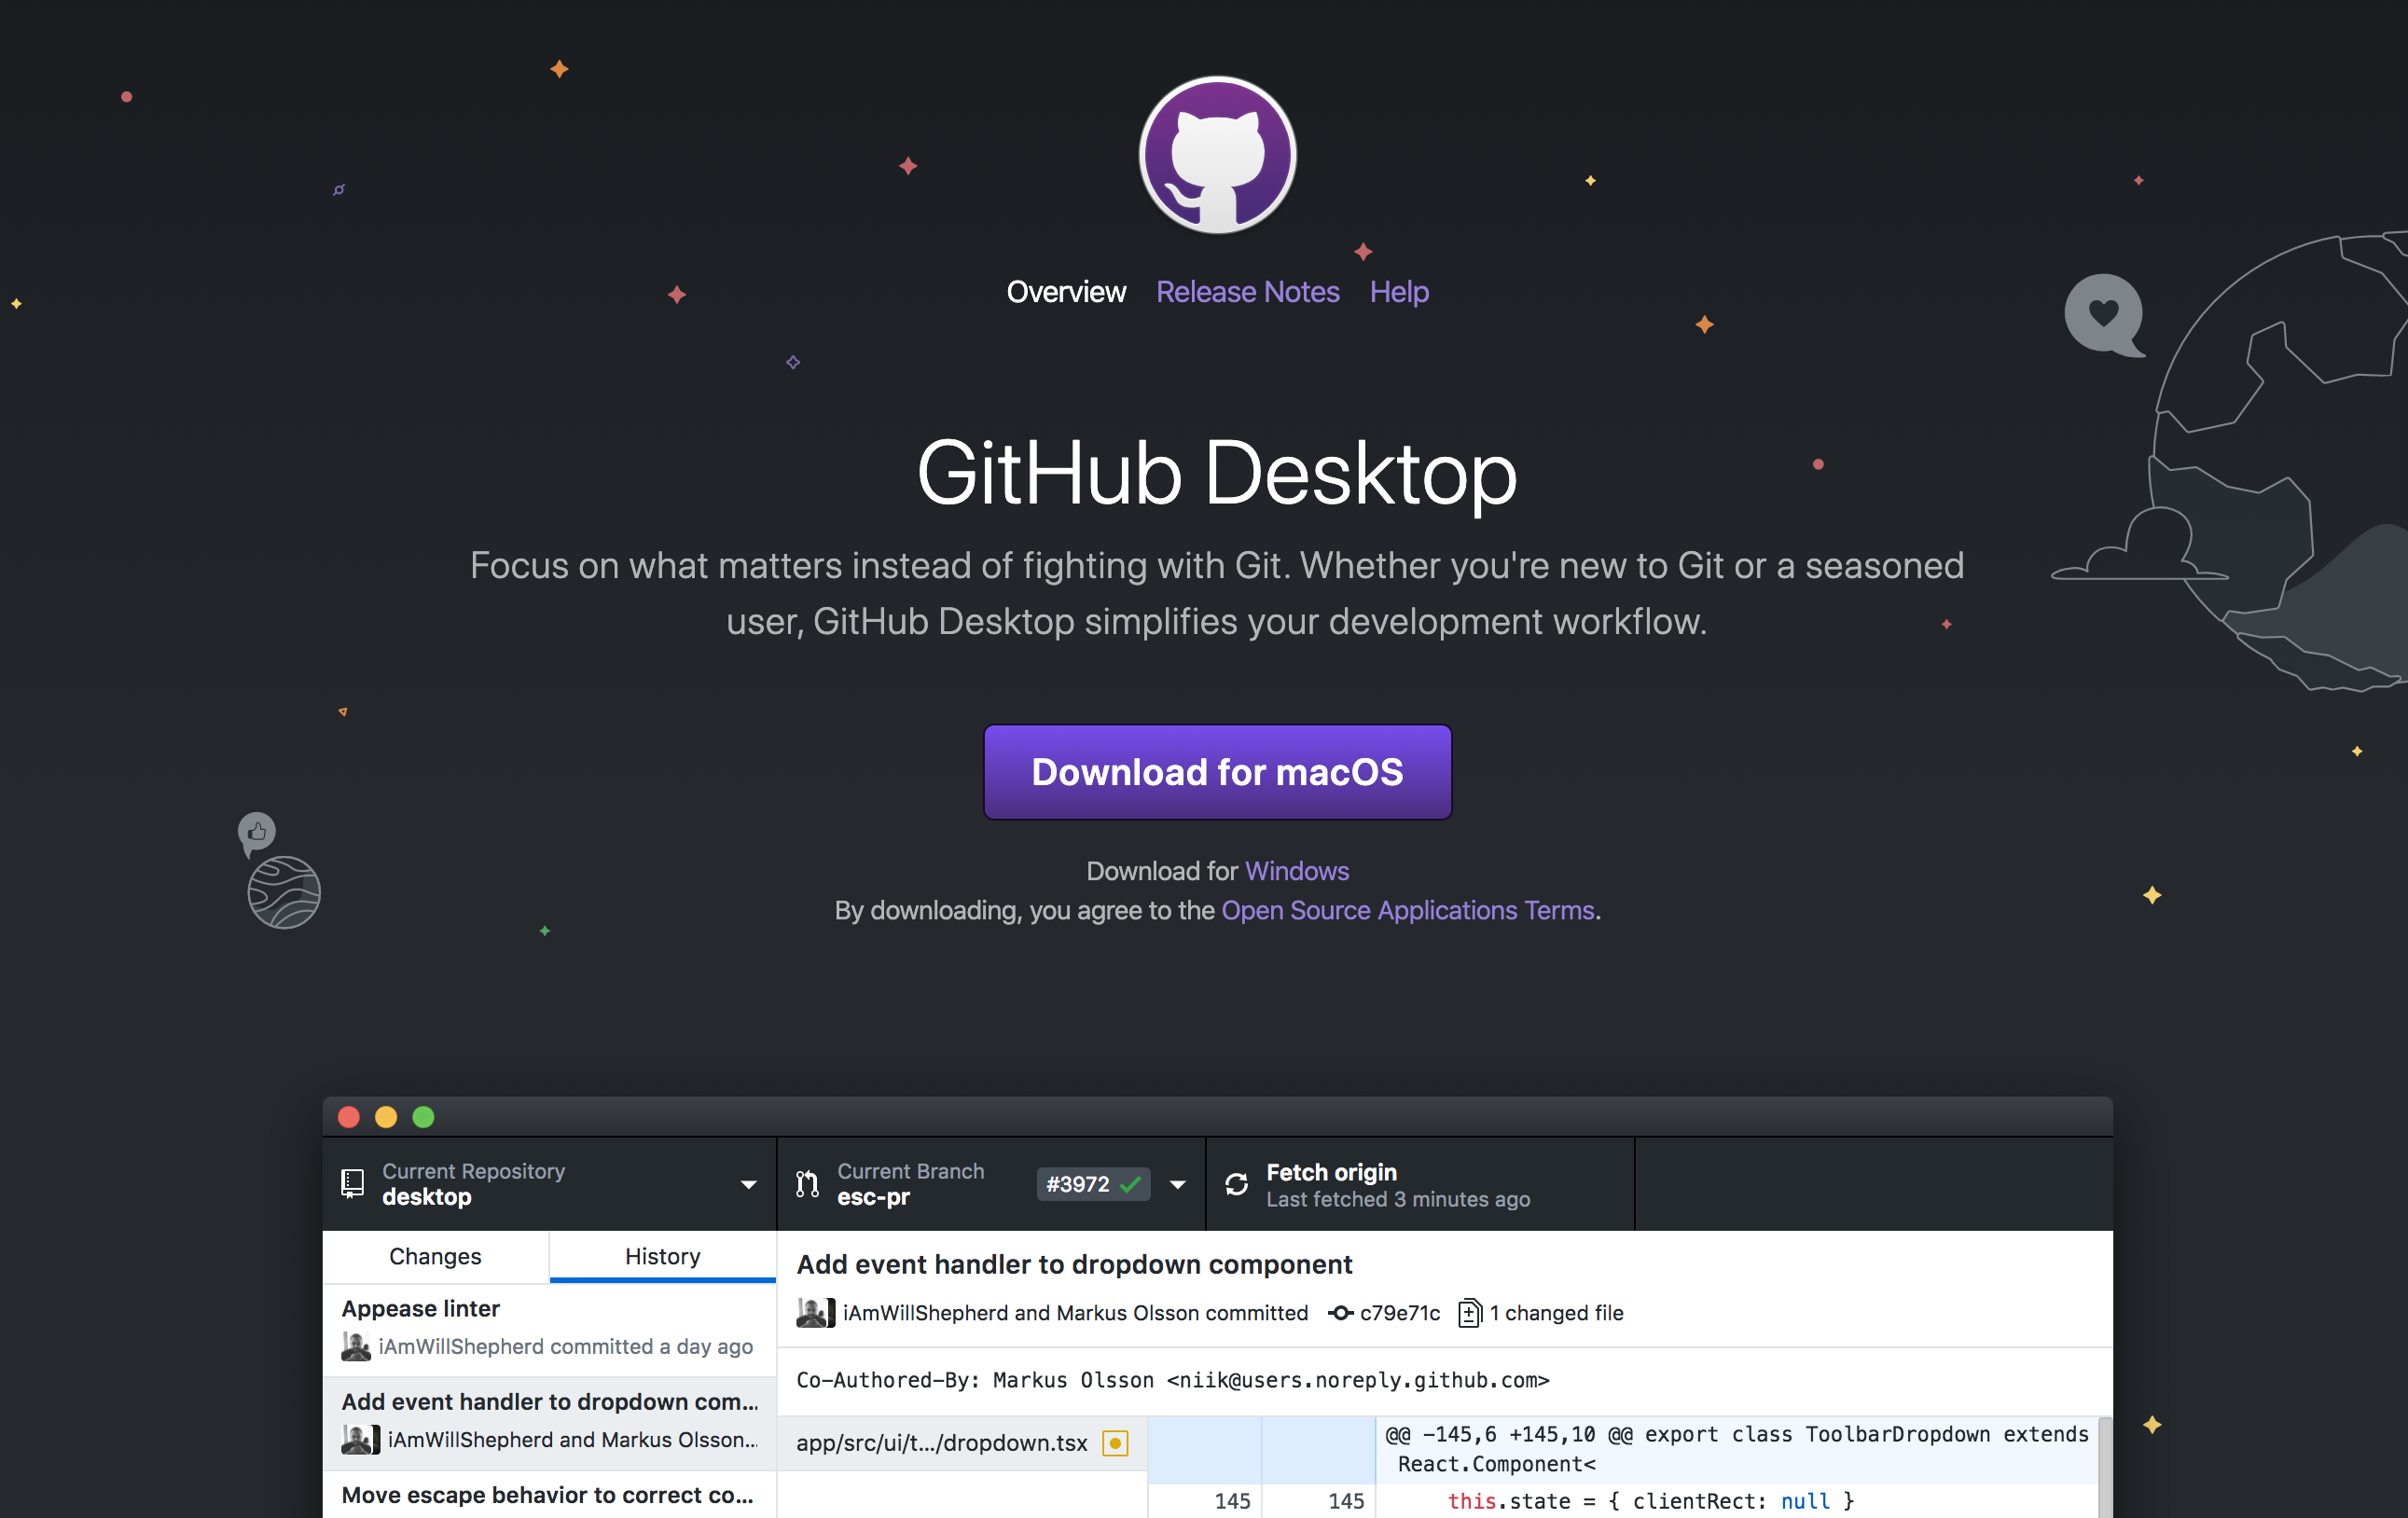 Overview Release Notes Help
GitHub Desktop
Focus on what matters instead of fighting with Git. Whether you're new to Git or a seasoned
user, GitHub Desktop simplifies your development workflow.
Download for macOS
Download for Windows
By downloading, you agree to the Open Source Applications Terms.
Current Repository
desktop
Current Branch
esc-pr
#3972
Fetch origin
Last fetched 3 minutes ago
Changes
History
Appease linter
iAmWillShepherd committed a day ago
Add event handler to dropdown com...
iAmWillShepherd and Markus Olsson...
Move escape behavior to correct co...
Add event handler to dropdown component
iAmWillShepherd and Markus Olsson committed c79e71c 1 changed file
Co-Authored-By: Markus Olsson <niik@users.noreply.github.com>
app/src/ui/t.../dropdown.tsx
@@ -145,6 +145,10 @@ export class ToolbarDropdown extends
React.Component<
145 145 this.state = { clientRect: null }